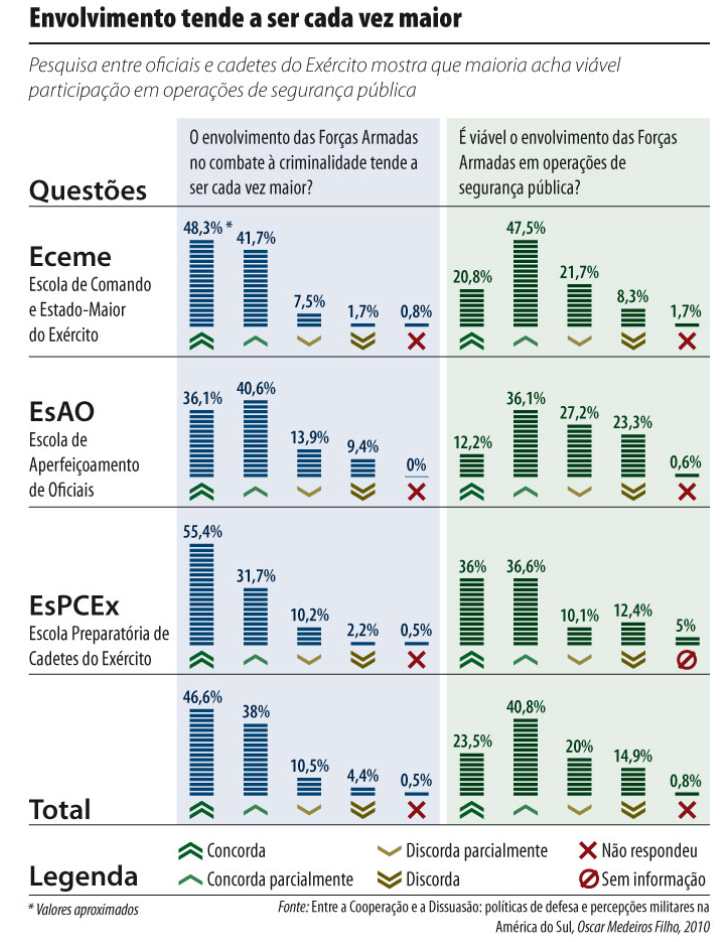 Envolvimento tende a ser cada vez maior
Pesquisa entre oficiais e cadetes do Exército mostra que maioria acha viável
participação em operações de segurança pública
Questões
O envolvimento das Forças Armadas
no combate à criminalidade tende a
ser cada vez maior?
É viável o envolvimento das Forças
Armadas em operações de
segurança pública?
Eceme
Escola de Comando
e Estado-Maior
do Exército
48,3% * 41,7% 7,5% 1,7% 0,8%
20,8% 47,5% 21,7% 8,3% 1,7%
EsAO
Escola de
Aperfeiçoamento
de Oficiais
36,1% 40,6% 13,9% 9,4% 0%
12,2% 36,1% 27,2% 23,3% 0,6%
EsPCEx
Escola Preparatória de
Cadetes do Exército
55,4% 31,7% 10,2% 2,2% 0,5%
36% 36,6% 10,1% 12,4% 5%
Total
46,6% 38% 10,5% 4,4% 0,5%
23,5% 40,8% 20% 14,9% 0,8%
Legenda
Concorda
Concorda parcialmente
Discorda parcialmente
Discorda
Não respondeu
Sem informação
* Valores aproximados
Fonte: Entre a Cooperação e a Dissuasão: políticas de defesa e percepções militares na
América do Sul, Oscar Medeiros Filho, 2010